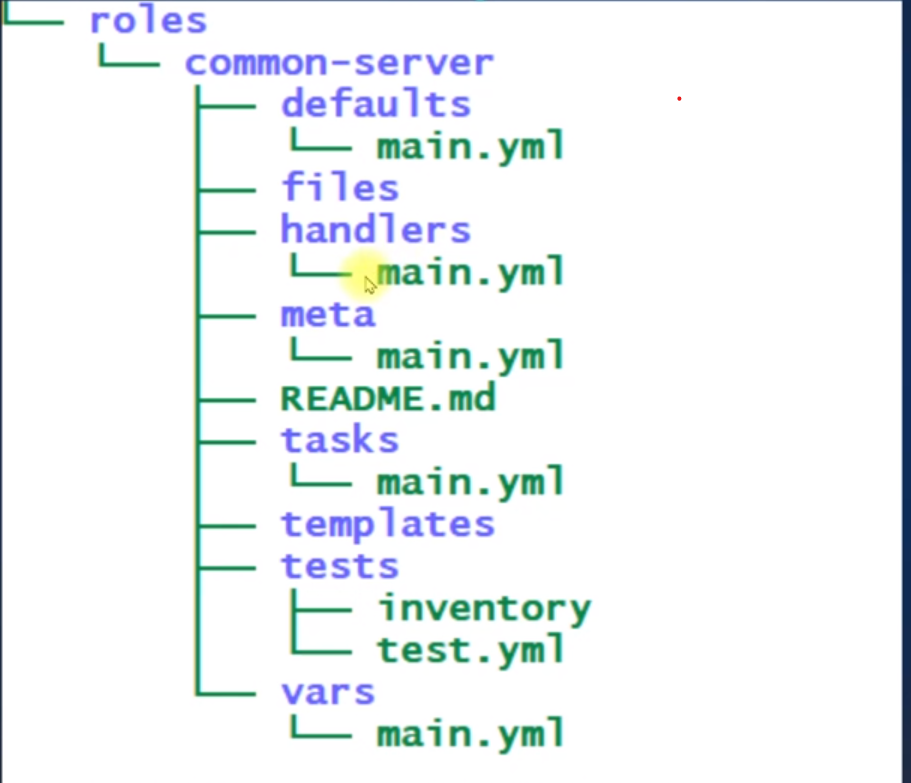 └── roles
    └── common-server
        ├── defaults
        │   └── main.yml
        ├── files
        ├── handlers
        │   └── main.yml
        ├── meta
        │   └── main.yml
        ├── README.md
        ├── tasks
        │   └── main.yml
        ├── templates
        ├── tests
        │   ├── inventory
        │   └── test.yml
        └── vars
            └── main.yml